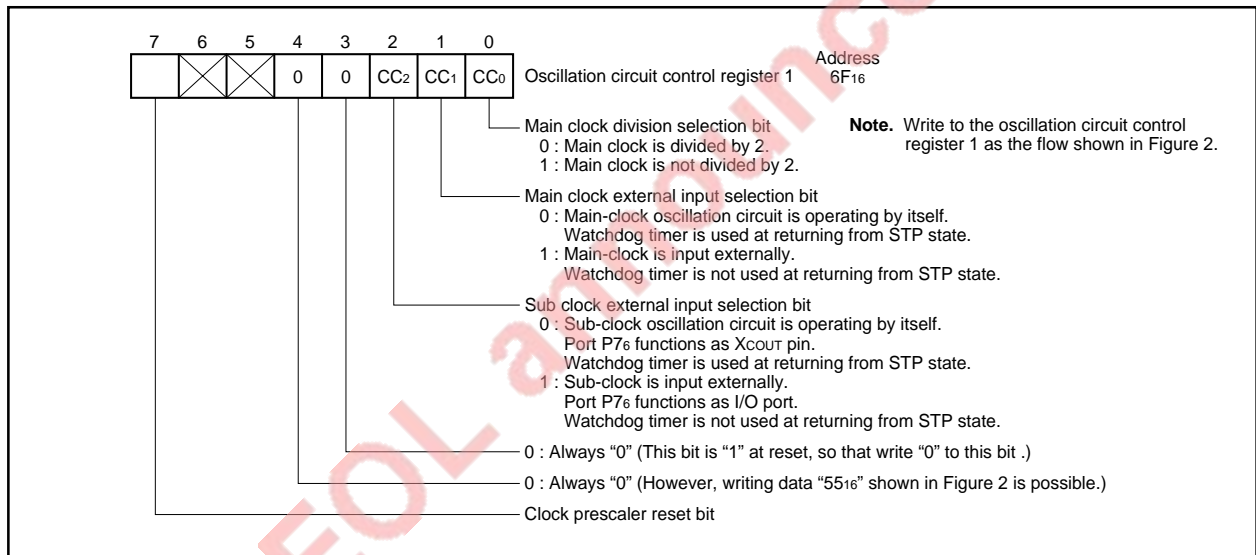 7 6 5 4 3 2 1 0
Address
0 0 CC2 CC1 CC0 Oscillation circuit control register 1 6F16
Main clock division selection bit
0 : Main clock is divided by 2.
1 : Main clock is not divided by 2.
Note. Write to the oscillation circuit control
register 1 as the flow shown in Figure 2.
Main clock external input selection bit
0 : Main-clock oscillation circuit is operating by itself.
Watchdog timer is used at returning from STP state.
1 : Main-clock is input externally.
Watchdog timer is not used at returning from STP state.
Sub clock external input selection bit
0 : Sub-clock oscillation circuit is operating by itself.
Port P76 functions as XCOUT pin.
Watchdog timer is used at returning from STP state.
1 : Sub-clock is input externally.
Port P76 functions as I/O port.
Watchdog timer is not used at returning from STP state.
0 : Always “0” (This bit is “1” at reset, so that write “0” to this bit .)
0 : Always “0” (However, writing data “5516” shown in Figure 2 is possible.)
Clock prescaler reset bit
EOL announc